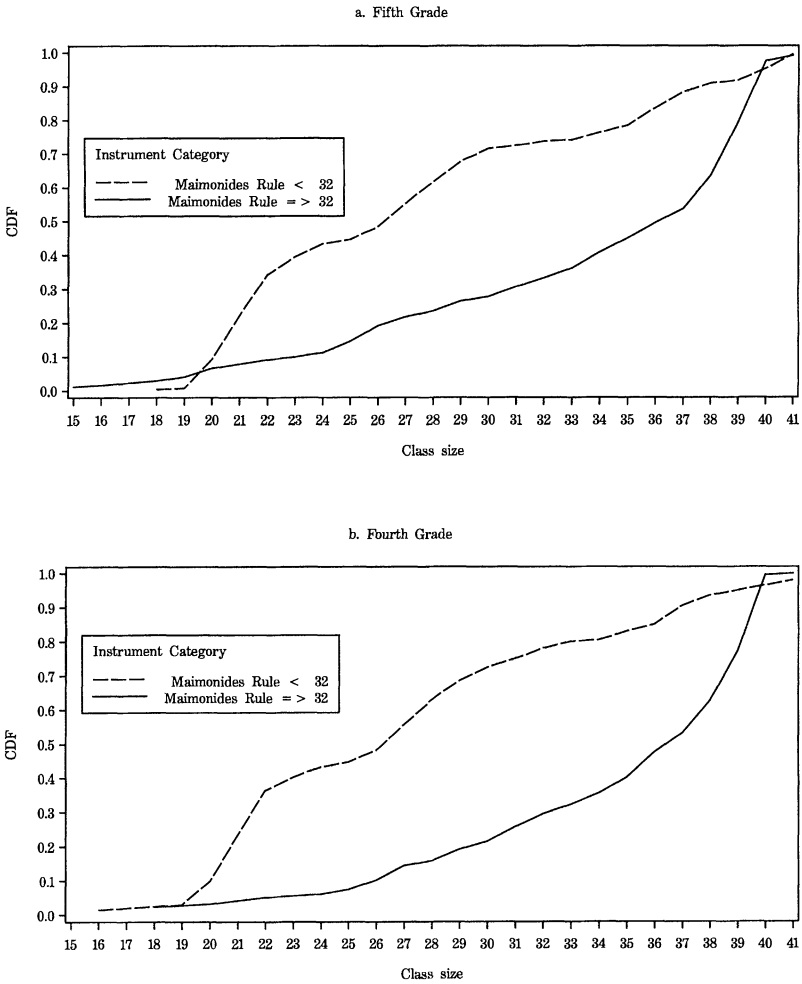 a. Fifth Grade
1.0
0.9
0.8
0.7
0.6
0.5
0.4
0.3
0.2
0.1
0.0
CDF
Instrument Category
Maimonides Rule < 32
Maimonides Rule = > 32
15 16 17 18 19 20 21 22 23 24 25 26 27 28 29 30 31 32 33 34 35 36 37 38 39 40 41
Class size
b. Fourth Grade
1.0
0.9
0.8
0.7
0.6
0.5
0.4
0.3
0.2
0.1
0.0
CDF
Instrument Category
Maimonides Rule < 32
Maimonides Rule = > 32
15 16 17 18 19 20 21 22 23 24 25 26 27 28 29 30 31 32 33 34 35 36 37 38 39 40 41
Class size